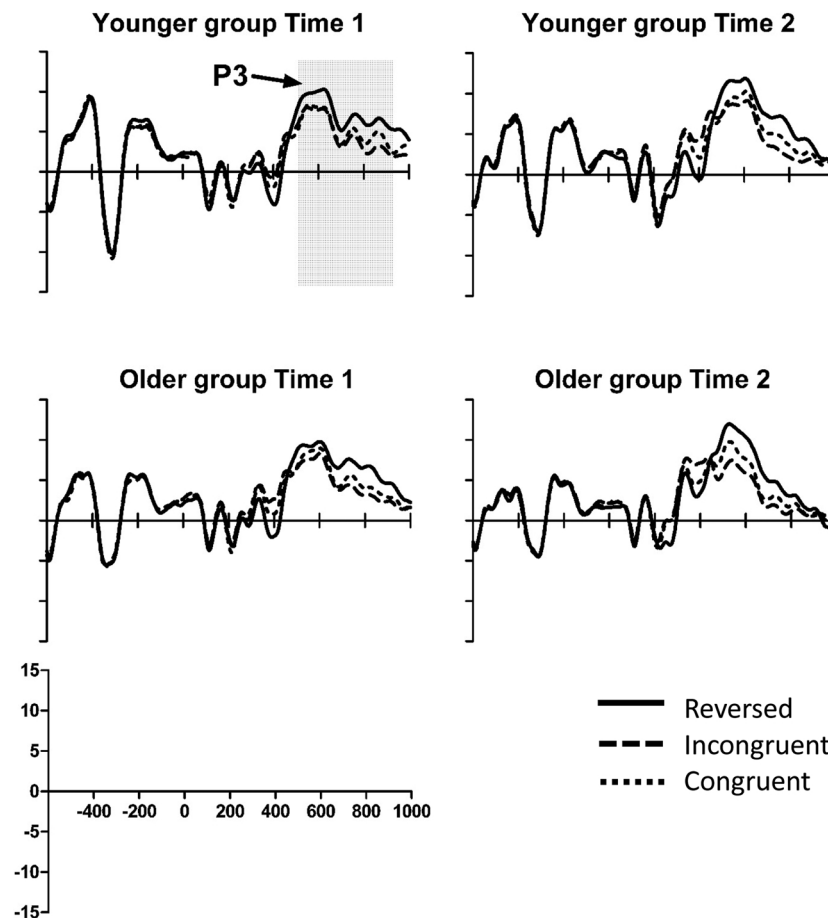 Younger group Time 1
Younger group Time 2
P3
Older group Time 1
Older group Time 2
15
10
5
0
-5
-10
-15
-400 -200 0 200 400 600 800 1000
Reversed
Incongruent
Congruent